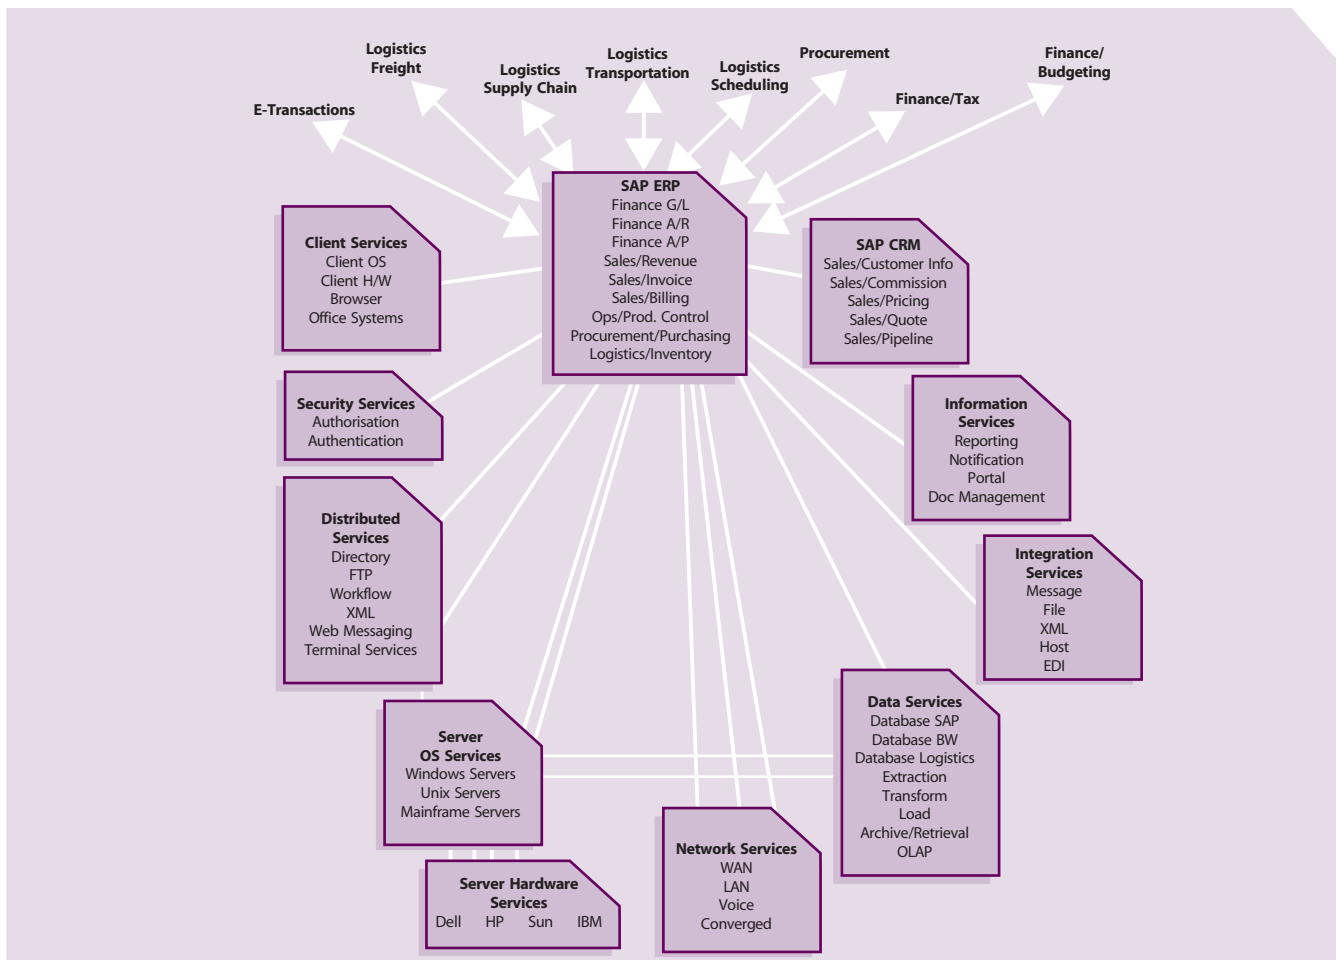 Logistics
Freight
Logistics
Supply Chain
Logistics
Transportation
Logistics
Scheduling
Procurement
Finance/
Budgeting
E-Transactions
Finance/Tax
SAP ERP
Finance G/L
Finance A/R
Finance A/P
Sales/Revenue
Sales/Invoice
Sales/Billing
Ops/Prod. Control
Procurement/Purchasing
Logistics/Inventory
Client Services
Client OS
Client H/W
Browser
Office Systems
SAP CRM
Sales/Customer Info
Sales/Commission
Sales/Pricing
Sales/Quote
Sales/Pipeline
Security Services
Authorisation
Authentication
Information
Services
Reporting
Notification
Portal
Doc Management
Distributed
Services
Directory
FTP
Workflow
XML
Web Messaging
Terminal Services
Integration
Services
Message
File
XML
Host
EDI
Server
OS Services
Windows Servers
Unix Servers
Mainframe Servers
Data Services
Database SAP
Database BW
Database Logistics
Extraction
Transform
Load
Archive/Retrieval
OLAP
Network Services
WAN
LAN
Voice
Converged
Server Hardware
Services
Dell HP Sun IBM